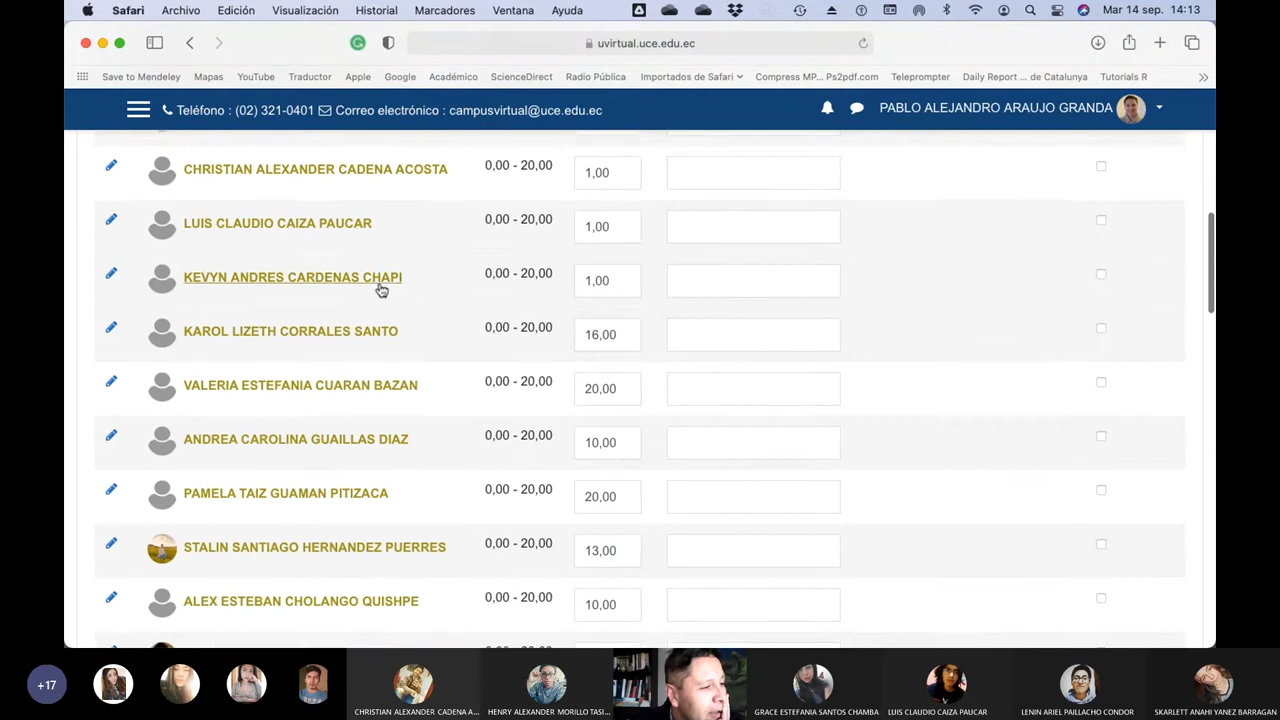 Safari Archivo Edición Visualización Historial Marcadores Ventana Ayuda Mar 14 sep. 14:13
uvirtual.uce.edu.ec
Save to Mendeley Mapas YouTube Traductor Apple Google Académico ScienceDirect Radio Pública Importados de Safari Compress MP... Ps2pdf.com Teleprompter Daily Report ... de Catalunya Tutorials R
Teléfono : (02) 321-0401 Correo electrónico : campusvirtual@uce.edu.ec PABLO ALEJANDRO ARAUJO GRANDA
CHRISTIAN ALEXANDER CADENA ACOSTA 0,00 - 20,00 1,00
LUIS CLAUDIO CAIZA PAUCAR 0,00 - 20,00 1,00
KEVYN ANDRES CARDENAS CHAPI 0,00 - 20,00 1,00
KAROL LIZETH CORRALES SANTO 0,00 - 20,00 16,00
VALERIA ESTEFANIA CUARAN BAZAN 0,00 - 20,00 20,00
ANDREA CAROLINA GUAILLAS DIAZ 0,00 - 20,00 10,00
PAMELA TAIZ GUAMAN PITIZACA 0,00 - 20,00 20,00
STALIN SANTIAGO HERNANDEZ PUERRES 0,00 - 20,00 13,00
ALEX ESTEBAN CHOLANGO QUISHPE 0,00 - 20,00 10,00
+17
CHRISTIAN ALEXANDER CADENA A... HENRY ALEXANDER MORILLO TASI... GRACE ESTEFANIA SANTOS CHAMBA LUIS CLAUDIO CAIZA PAUCAR LENIN ARIEL PAILLACHO CONDOR SKARLETT ANAHI YANEZ BARRAGAN